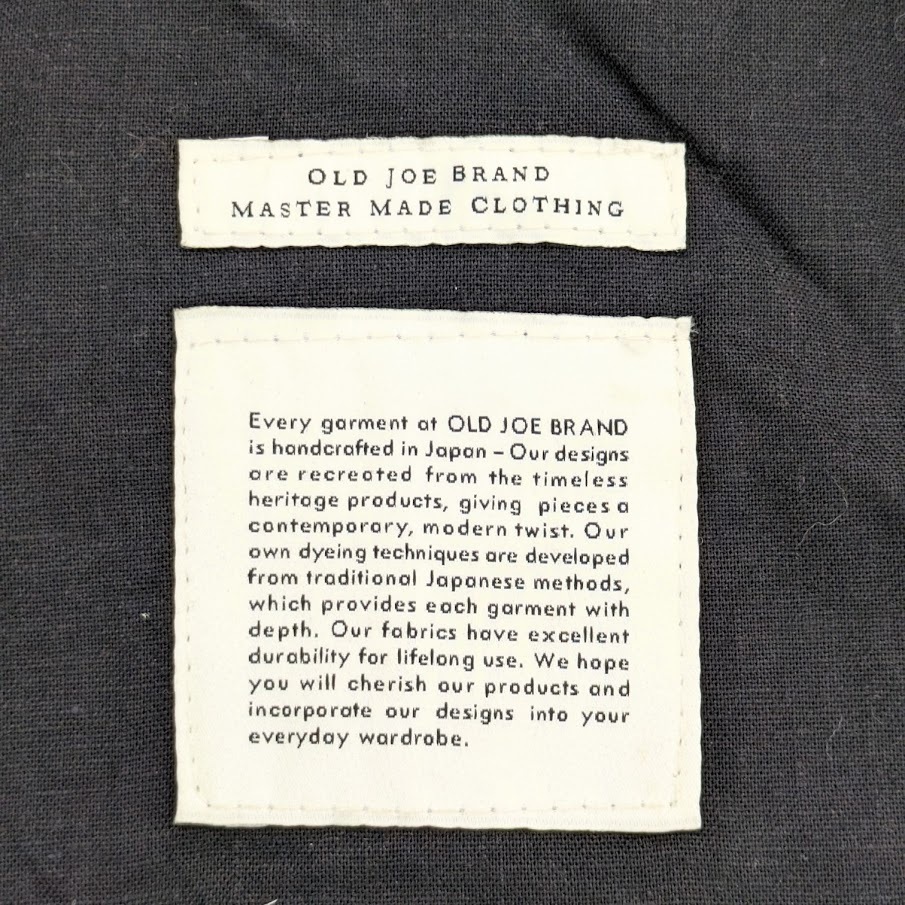 OLD JOE BRAND
MASTER MADE CLOTHING
Every garment at OLD JOE BRAND
is handcrafted in Japan – Our designs
are recreated from the timeless
heritage products, giving pieces a
contemporary, modern twist. Our
own dyeing techniques are developed
from traditional Japanese methods,
which provides each garment with
depth. Our fabrics have excellent
durability for lifelong use. We hope
you will cherish our products and
incorporate our designs into your
everyday wardrobe.